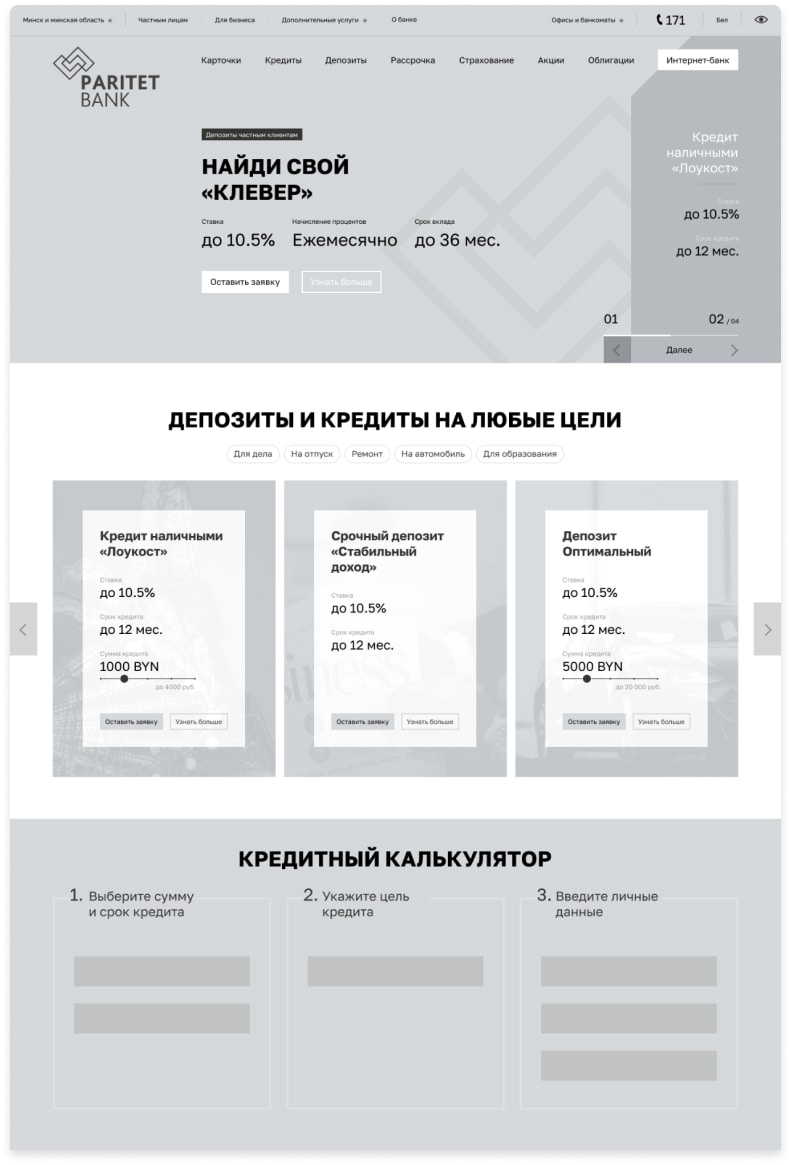 Минск и минская область
Частным лицам
Для бизнеса
Дополнительные услуги
О банке
Офисы и банкоматы
171
Бел
PARITET
BANK
Карточки
Кредиты
Депозиты
Рассрочка
Страхование
Акции
Облигации
Интернет-банк
Депозиты частным клиентам
НАЙДИ СВОЙ
«КЛЕВЕР»
Ставка
Начисление процентов
Срок вклада
до 10.5%
Ежемесячно
до 36 мес.
Оставить заявку
Узнать больше
Кредит
наличными
«Лоукост»
Ставка
до 10.5%
Срок кредита
до 12 мес.
01
02 / 04
Далее
ДЕПОЗИТЫ И КРЕДИТЫ НА ЛЮБЫЕ ЦЕЛИ
Для дела
На отпуск
Ремонт
На автомобиль
Для образования
Кредит наличными
«Лоукост»
Ставка
до 10.5%
Срок кредита
до 12 мес.
Сумма кредита
1000 BYN
до 4000 руб.
Оставить заявку
Узнать больше
Срочный депозит
«Стабильный
доход»
Ставка
до 10.5%
Срок кредита
до 12 мес.
Оставить заявку
Узнать больше
Депозит
Оптимальный
Ставка
до 10.5%
Срок кредита
до 12 мес.
Сумма кредита
5000 BYN
до 20 000 руб.
Оставить заявку
Узнать больше
КРЕДИТНЫЙ КАЛЬКУЛЯТОР
1. Выберите сумму
и срок кредита
2. Укажите цель
кредита
3. Введите личные
данные